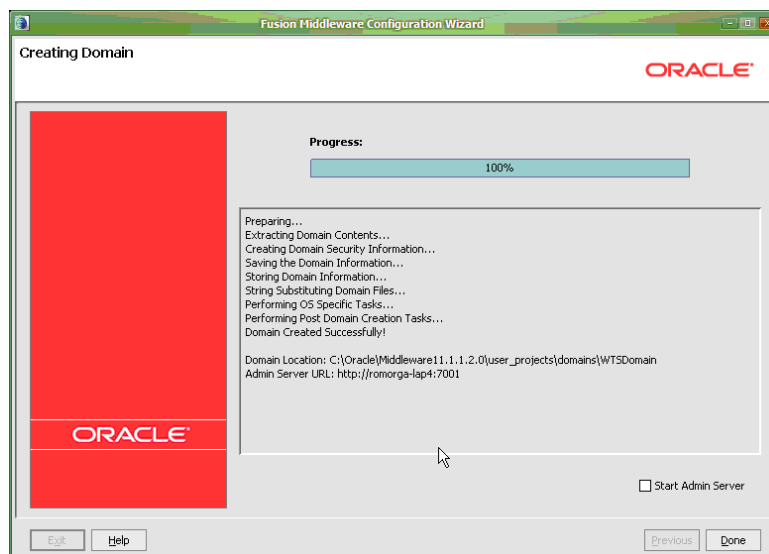 Fusion Middleware Configuration Wizard
Creating Domain
ORACLE
Progress:
100%
Preparing...
Extracting Domain Contents...
Creating Domain Security Information...
Saving the Domain Information...
Storing Domain Information...
String Substituting Domain Files...
Performing OS Specific Tasks...
Performing Post Domain Creation Tasks...
Domain Created Successfully!
Domain Location: C:\Oracle\Middleware11.1.1.2.0\user_projects\domains\WTSDomain
Admin Server URL: http://romorga-lap4:7001
ORACLE
Start Admin Server
Exit Help Previous Done